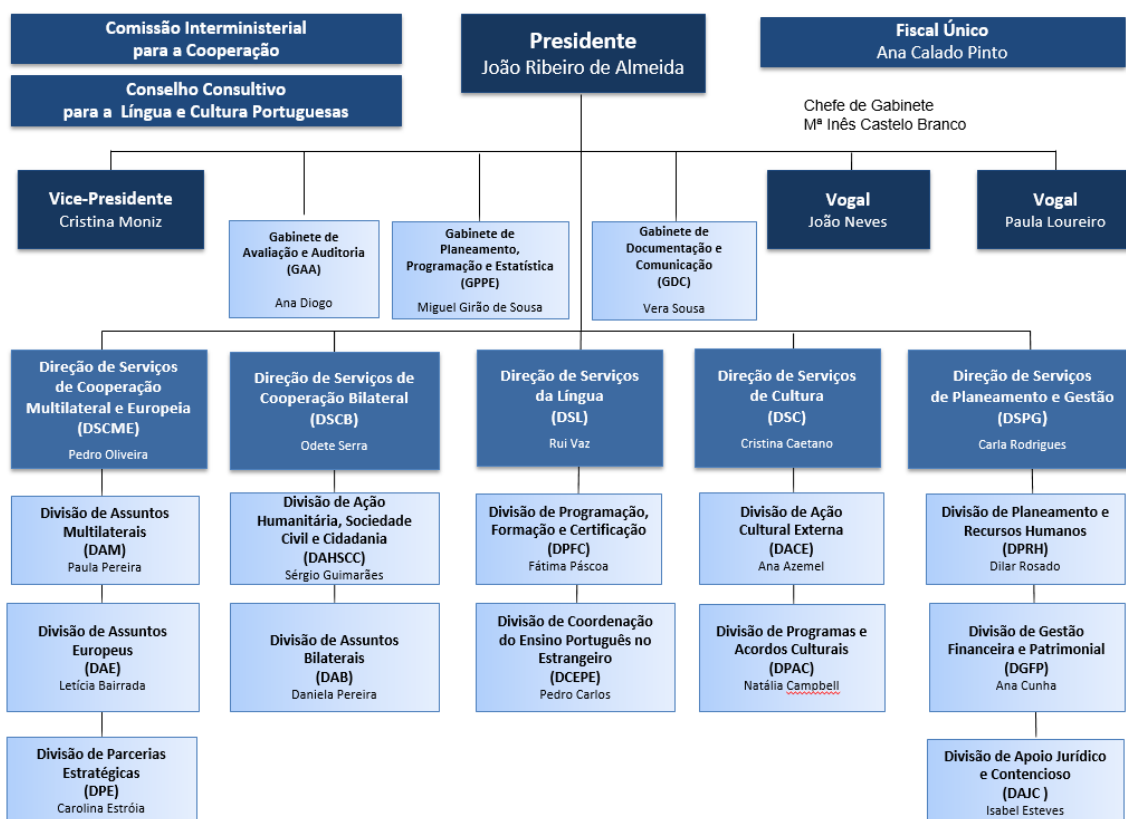 Comissão Interministerial
para a Cooperação
Conselho Consultivo
para a Língua e Cultura Portuguesas
Presidente
João Ribeiro de Almeida
Fiscal Único
Ana Calado Pinto
Chefe de Gabinete
Mª Inês Castelo Branco
Vice-Presidente
Cristina Moniz
Gabinete de
Avaliação e Auditoria
(GAA)
Ana Diogo
Gabinete de
Planeamento,
Programação e Estatística
(GPPE)
Miguel Girão de Sousa
Gabinete de
Documentação e
Comunicação
(GDC)
Vera Sousa
Vogal
João Neves
Vogal
Paula Loureiro
Direção de Serviços
de Cooperação
Multilateral e Europeia
(DSCME)
Pedro Oliveira
Direção de Serviços de
Cooperação Bilateral
(DSCB)
Odete Serra
Direção de Serviços
da Língua
(DSL)
Rui Vaz
Direção de Serviços
de Cultura
(DSC)
Cristina Caetano
Direção de Serviços
de Planeamento e Gestão
(DSPG)
Carla Rodrigues
Divisão de Assuntos
Multilaterais
(DAM)
Paula Pereira
Divisão de Ação
Humanitária, Sociedade
Civil e Cidadania
(DAHSCC)
Sérgio Guimarães
Divisão de Programação,
Formação e Certificação
(DPFC)
Fátima Páscoa
Divisão de Ação
Cultural Externa
(DACE)
Ana Azemel
Divisão de Planeamento e
Recursos Humanos
(DPRH)
Dilar Rosado
Divisão de Assuntos
Europeus
(DAE)
Letícia Bairrada
Divisão de Assuntos
Bilaterais
(DAB)
Daniela Pereira
Divisão de Coordenação
do Ensino Português no
Estrangeiro
(DCEPE)
Pedro Carlos
Divisão de Programas e
Acordos Culturais
(DPAC)
Natália Campbell
Divisão de Gestão
Financeira e Patrimonial
(DGFP)
Ana Cunha
Divisão de Parcerias
Estratégicas
(DPE)
Carolina Estróia
Divisão de Apoio Jurídico
e Contencioso
(DAJC )
Isabel Esteves